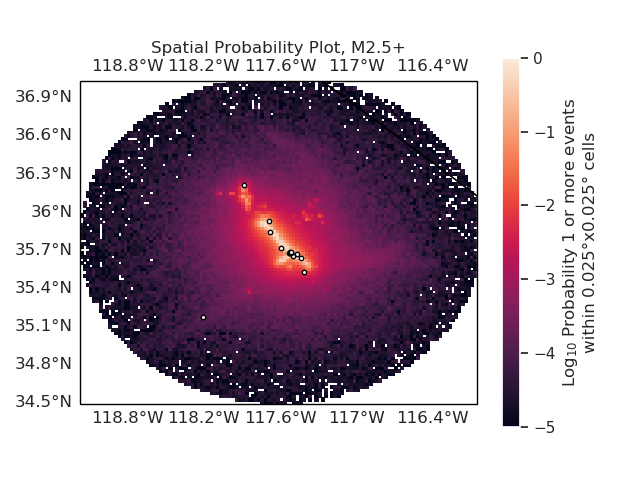 Spatial Probability Plot, M2.5+
118.8°W 118.2°W 117.6°W 117°W 116.4°W
36.9°N
36.6°N
36.3°N
36°N
35.7°N
35.4°N
35.1°N
34.8°N
34.5°N
118.8°W 118.2°W 117.6°W 117°W 116.4°W
0
−1
−2
−3
−4
−5
Log₁₀ Probability 1 or more events
within 0.025°x0.025° cells